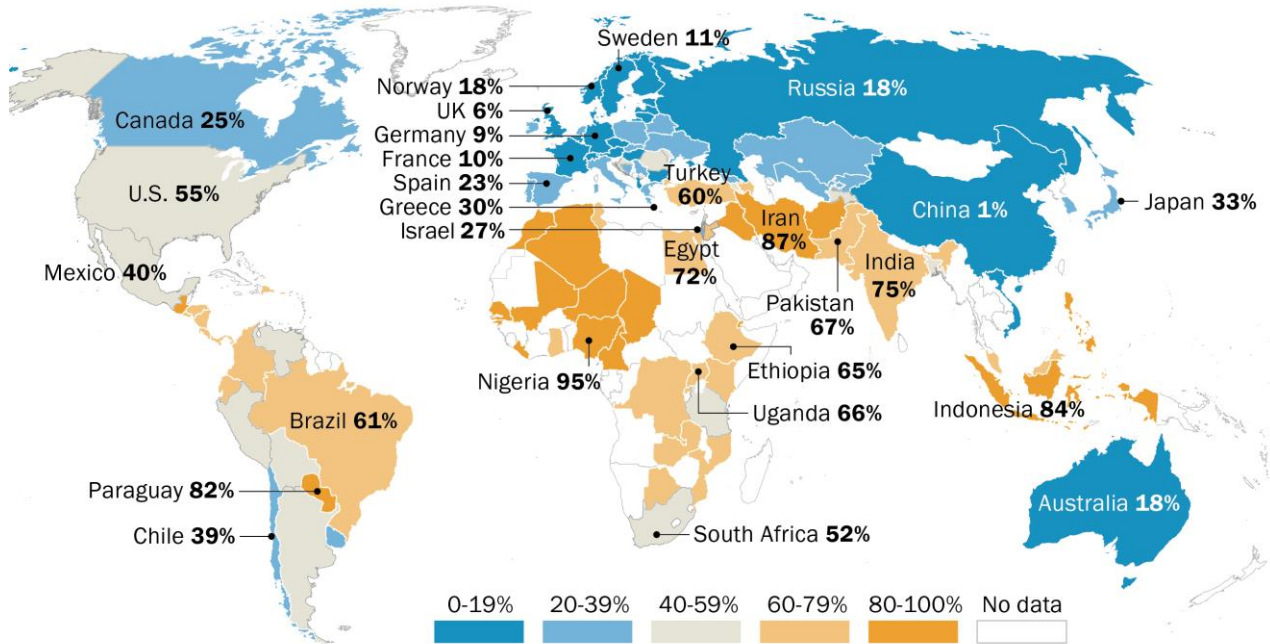 Sweden 11%
Norway 18%
Russia 18%
UK 6%
Canada 25%
Germany 9%
France 10%
Turkey
60%
Spain 23%
U.S. 55%
Greece 30%
Iran
87%
China 1%
Japan 33%
Israel 27%
Egypt
72%
India
75%
Mexico 40%
Pakistan
67%
Nigeria 95%
Ethiopia 65%
Uganda 66%
Indonesia 84%
Brazil 61%
Paraguay 82%
Australia 18%
Chile 39%
South Africa 52%
0-19% 20-39% 40-59% 60-79% 80-100% No data